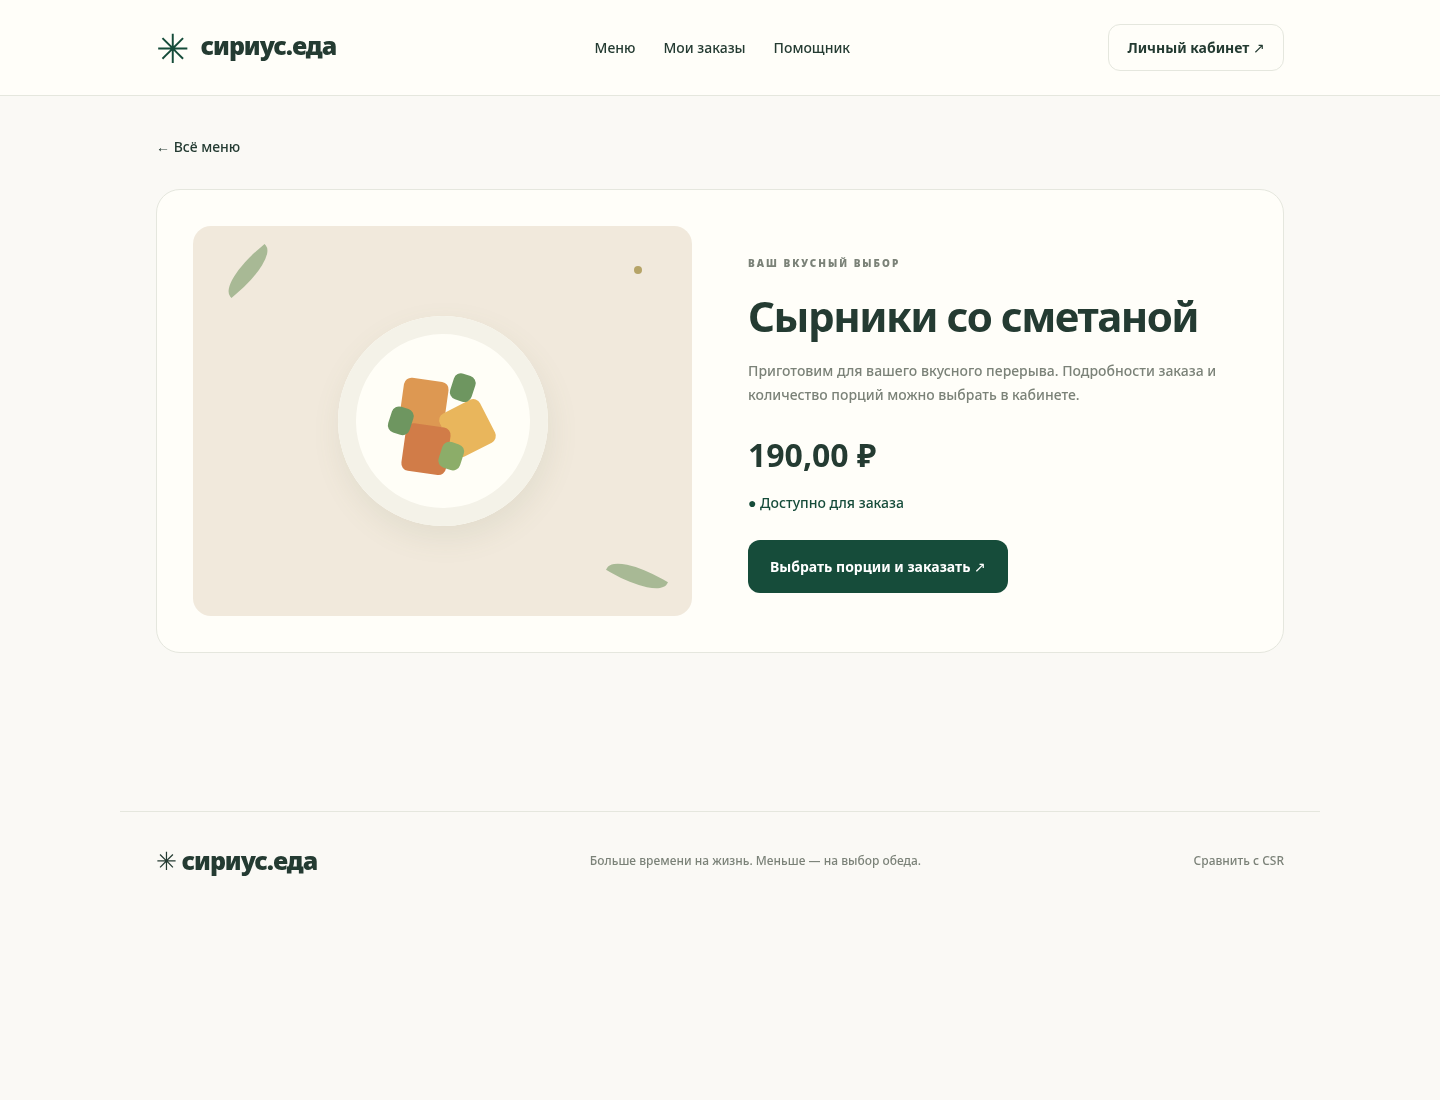 сириус.еда
Меню
Мои заказы
Помощник
Личный кабинет ↗
← Всё меню
ВАШ ВКУСНЫЙ ВЫБОР
Сырники со сметаной
Приготовим для вашего вкусного перерыва. Подробности заказа и
количество порций можно выбрать в кабинете.
190,00 ₽
● Доступно для заказа
Выбрать порции и заказать ↗
✳ сириус.еда
Больше времени на жизнь. Меньше — на выбор обеда.
Сравнить с CSR